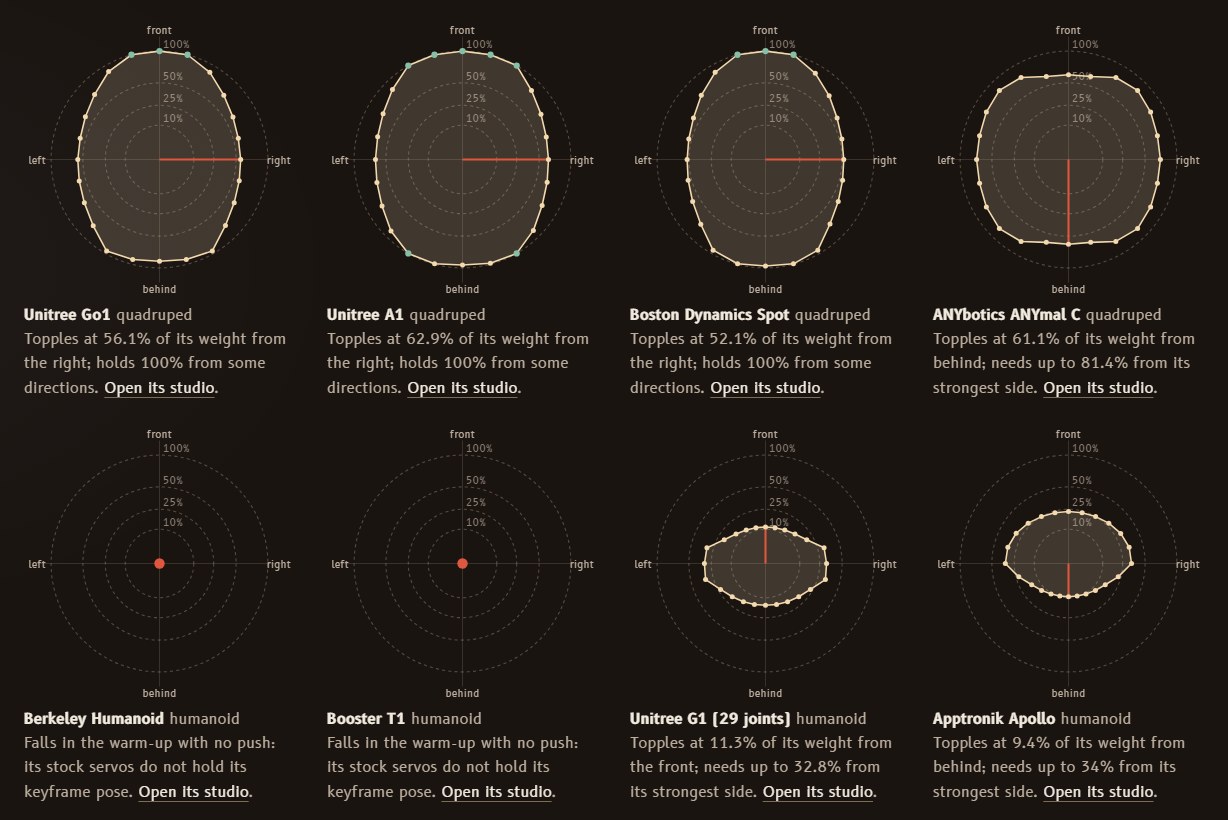 front
100%
50%
25%
10%
left
right
behind
Unitree Go1 quadruped
Topples at 56.1% of its weight from
the right; holds 100% from some
directions. Open its studio.
front
100%
50%
25%
10%
left
right
behind
Unitree A1 quadruped
Topples at 62.9% of its weight from
the right; holds 100% from some
directions. Open its studio.
front
100%
50%
25%
10%
left
right
behind
Boston Dynamics Spot quadruped
Topples at 52.1% of its weight from
the right; holds 100% from some
directions. Open its studio.
front
100%
50%
25%
10%
left
right
behind
ANYbotics ANYmal C quadruped
Topples at 61.1% of its weight from
behind; needs up to 81.4% from its
strongest side. Open its studio.
front
100%
50%
25%
10%
left
right
behind
Berkeley Humanoid humanoid
Falls in the warm-up with no push:
its stock servos do not hold its
keyframe pose. Open its studio.
front
100%
50%
25%
10%
left
right
behind
Booster T1 humanoid
Falls in the warm-up with no push:
its stock servos do not hold its
keyframe pose. Open its studio.
front
100%
50%
25%
10%
left
right
behind
Unitree G1 [29 joints] humanoid
Topples at 11.3% of its weight from
the front; needs up to 32.8% from
its strongest side. Open its studio.
front
100%
50%
25%
10%
left
right
behind
Apptronik Apollo humanoid
Topples at 9.4% of its weight from
behind; needs up to 34% from its
strongest side. Open its studio.